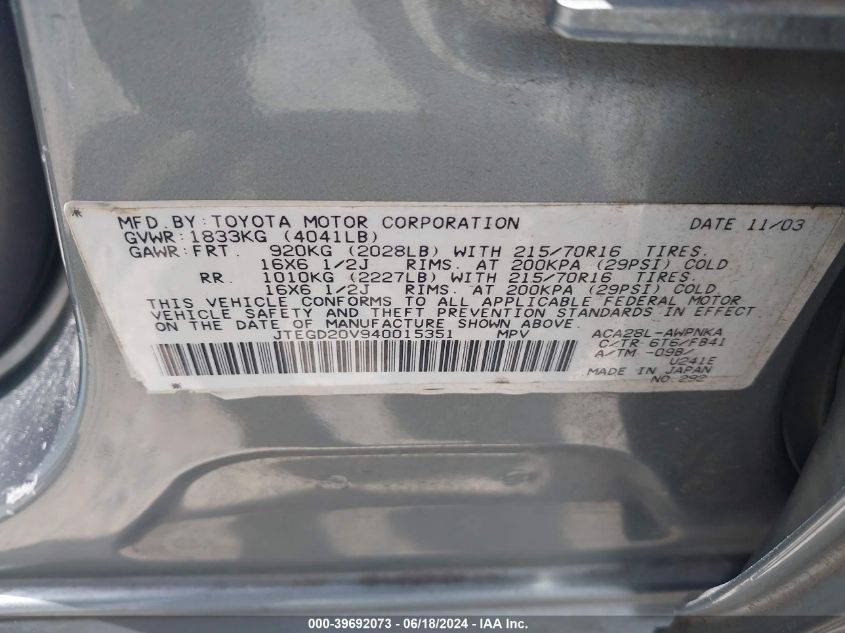 MFD. BY: TOYOTA MOTOR CORPORATION DATE 11/03
GVWR: 1833KG (4041LB)
GAWR: FRT. 920KG (2028LB) WITH 215/70R16 TIRES.
16X6 1/2J RIMS. AT 200KPA (29PSI) COLD
RR. 1010KG (2227LB) WITH 215/70R16 TIRES.
16X6 1/2J RIMS. AT 200KPA (29PSI) COLD.
THIS VEHICLE CONFORMS TO ALL APPLICABLE FEDERAL MOTOR
VEHICLE SAFETY AND THEFT PREVENTION STANDARDS IN EFFECT
ON THE DATE OF MANUFACTURE SHOWN ABOVE.
JTEGD20V940015351 MPV ACA28L-AWPNKA
C/TR 6T6/FB41
A/TM -09B/
U241E
MADE IN JAPAN
NO. 292
000-39692073 - 06/18/2024 - IAA Inc.